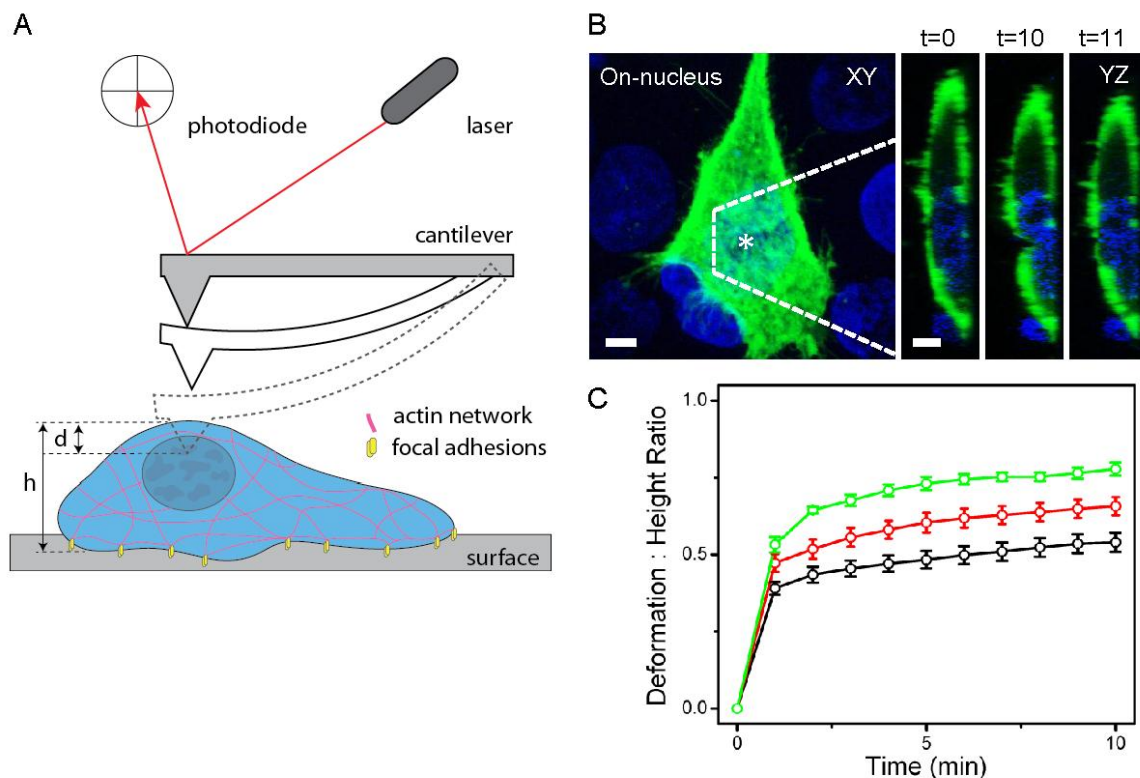 A
photodiode
laser
cantilever
d
h
actin network
focal adhesions
surface
B
t=0 t=10 t=11
On-nucleus XY
YZ
*
C
Deformation : Height Ratio
1.0
0.5
0.0
0 5 10
Time (min)